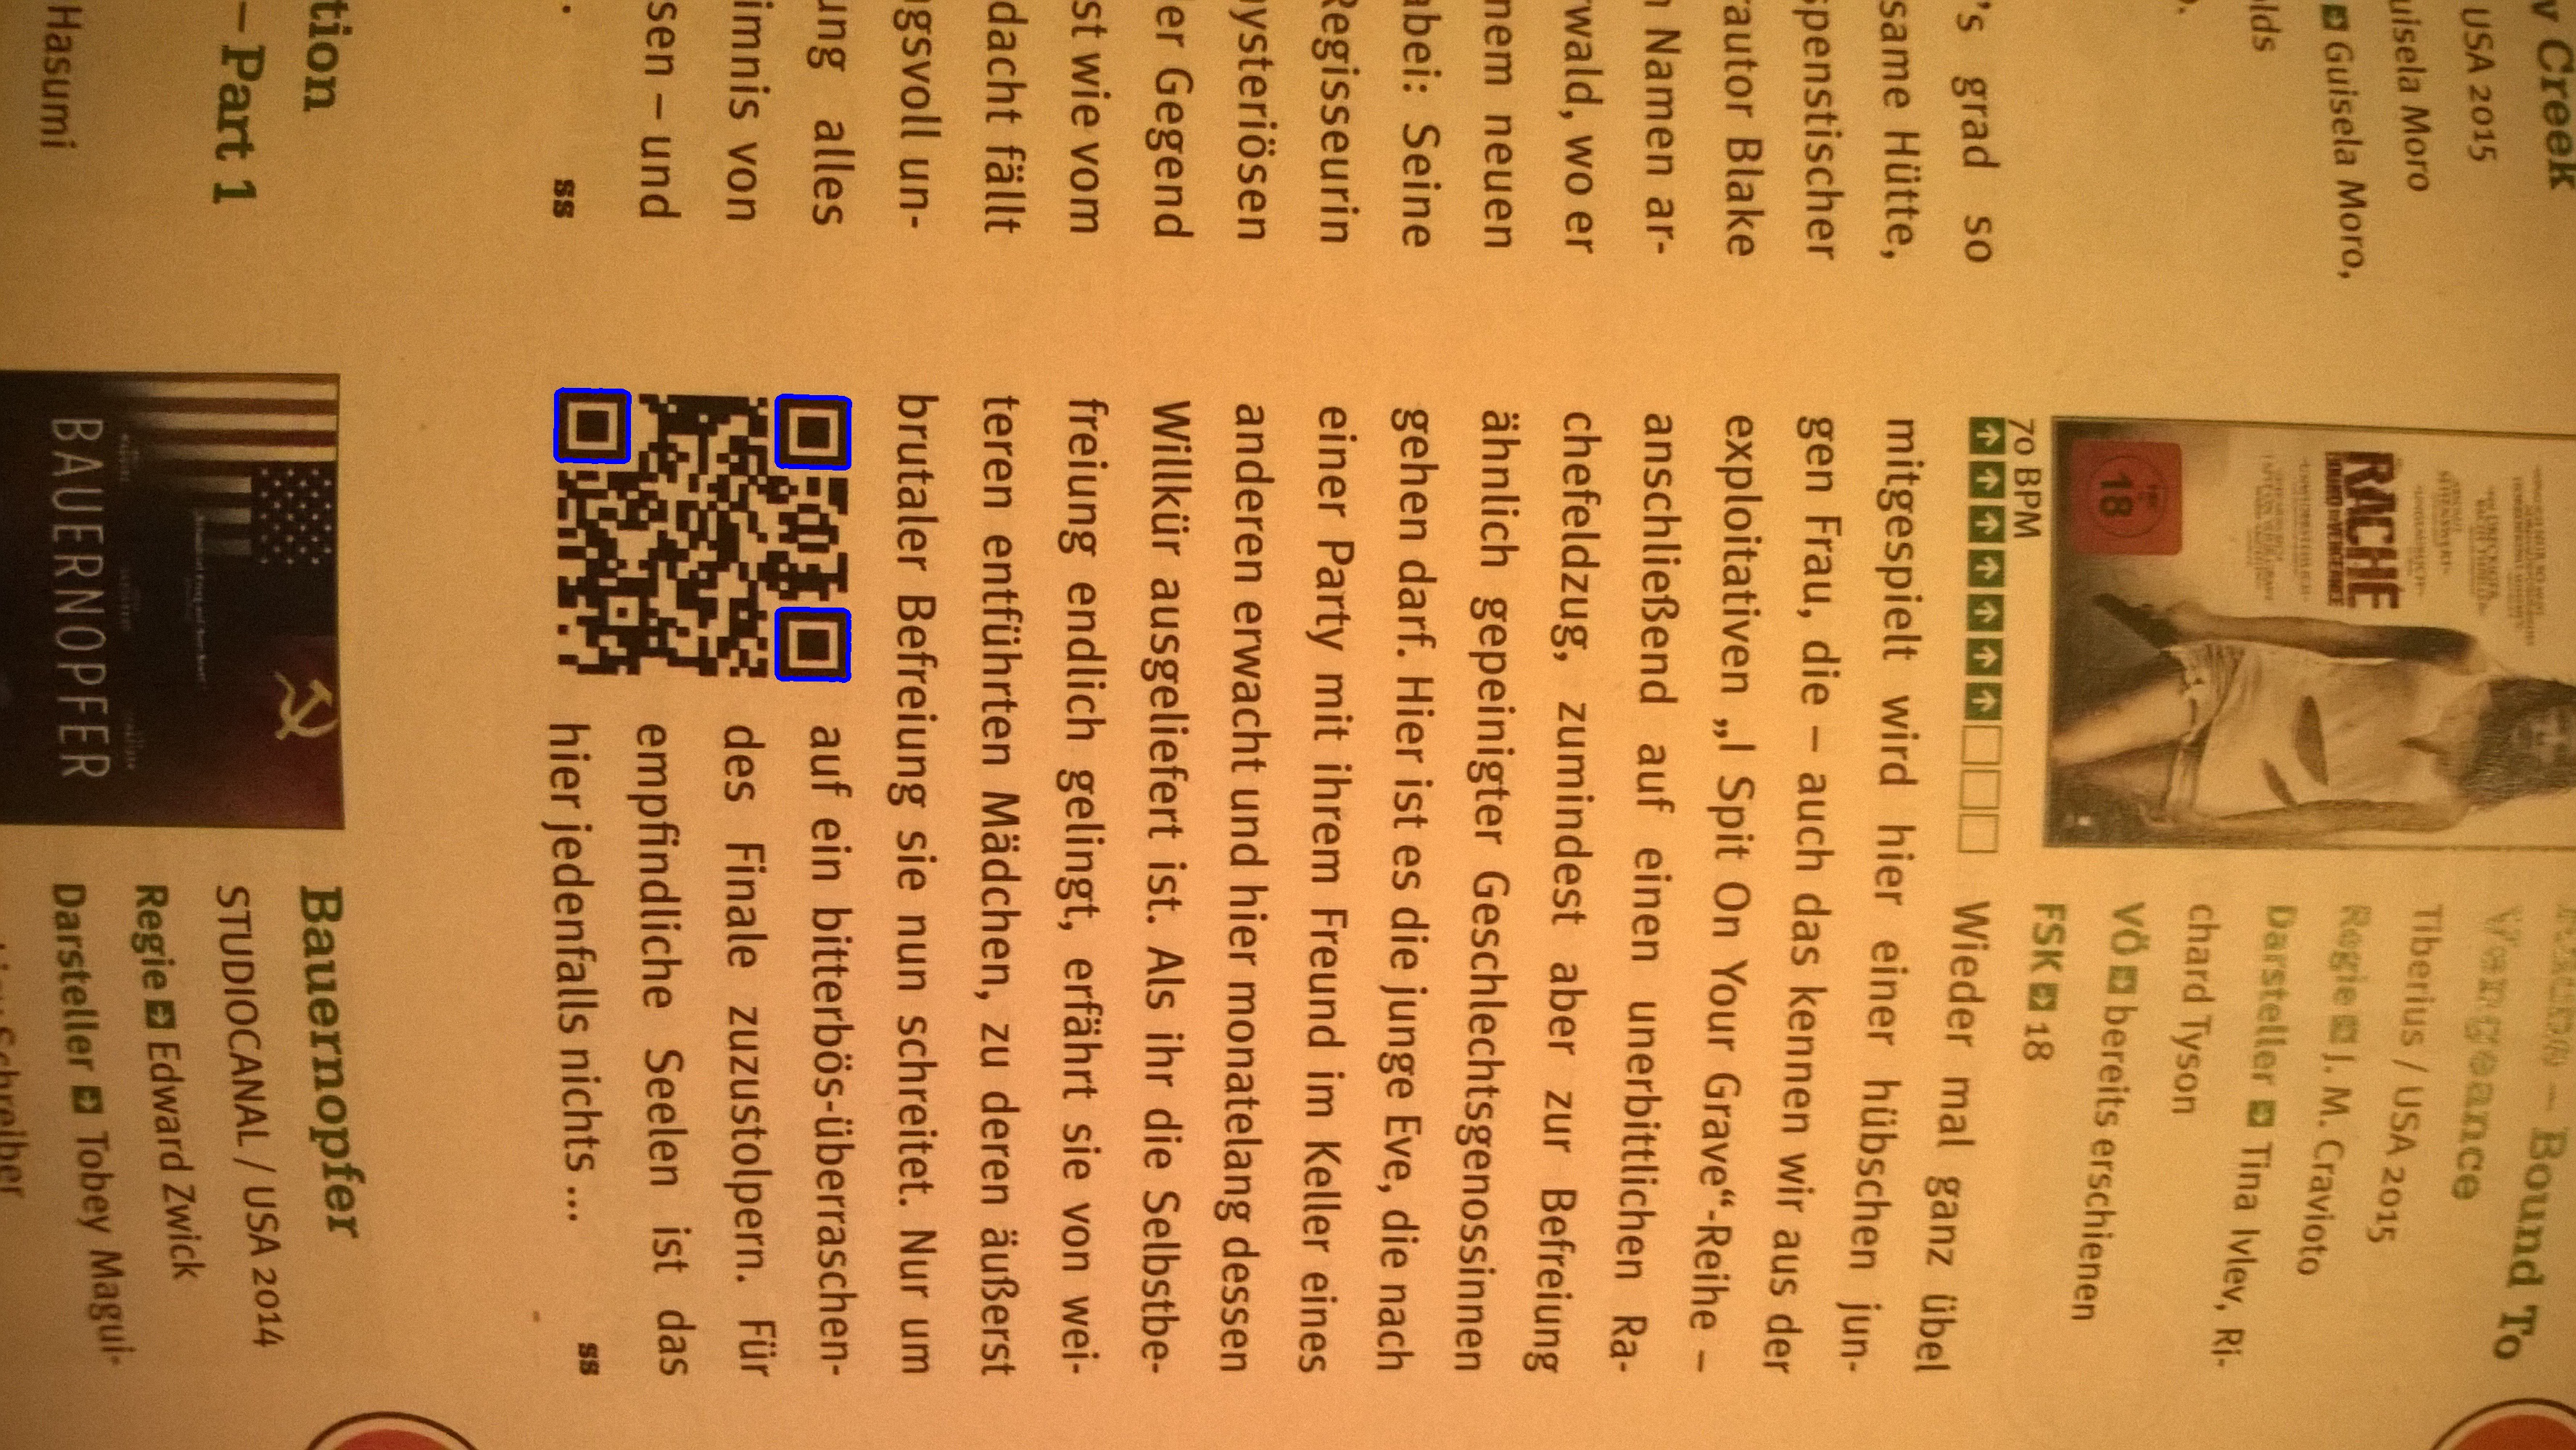 w Creek
USA 2015
uisela Moro
Guisela Moro,
lds
's grad so
same Hütte,
spenstischer
autor Blake
n Namen ar-
rwald, wo er
nem neuen
abei: Seine
Regisseurin
ysteriösen
er Gegend
st wie vom
dacht fällt
gsvoll un-
ung alles
imnis von
sen – und
. ss
tion
– Part 1
Hasumi
RACHE
BOUND TO VENGEANCE
18
– Bound To
Vengeance
Tiberius / USA 2015
Regie J. M. Cravioto
Darsteller Tina Ivlev, Ri-
chard Tyson
VÖ bereits erschienen
FSK 18
70 BPM
Wieder mal ganz übel
mitgespielt wird hier einer hübschen jun-
gen Frau, die – auch das kennen wir aus der
exploitativen „I Spit On Your Grave“-Reihe –
anschließend auf einen unerbittlichen Ra-
chefeldzug, zumindest aber zur Befreiung
ähnlich gepeinigter Geschlechtsgenossinnen
gehen darf. Hier ist es die junge Eve, die nach
einer Party mit ihrem Freund im Keller eines
anderen erwacht und hier monatelang dessen
Willkür ausgeliefert ist. Als ihr die Selbstbe-
freiung endlich gelingt, erfährt sie von wei-
teren entführten Mädchen, zu deren äußerst
brutaler Befreiung sie nun schreitet. Nur um
auf ein bitterbös-überraschen-
des Finale zuzustolpern. Für
empfindliche Seelen ist das
hier jedenfalls nichts ... ss
BAUERNOPFER
Bauernopfer
STUDIOCANAL / USA 2014
Regie Edward Zwick
Darsteller Tobey Magui-
Schreiber